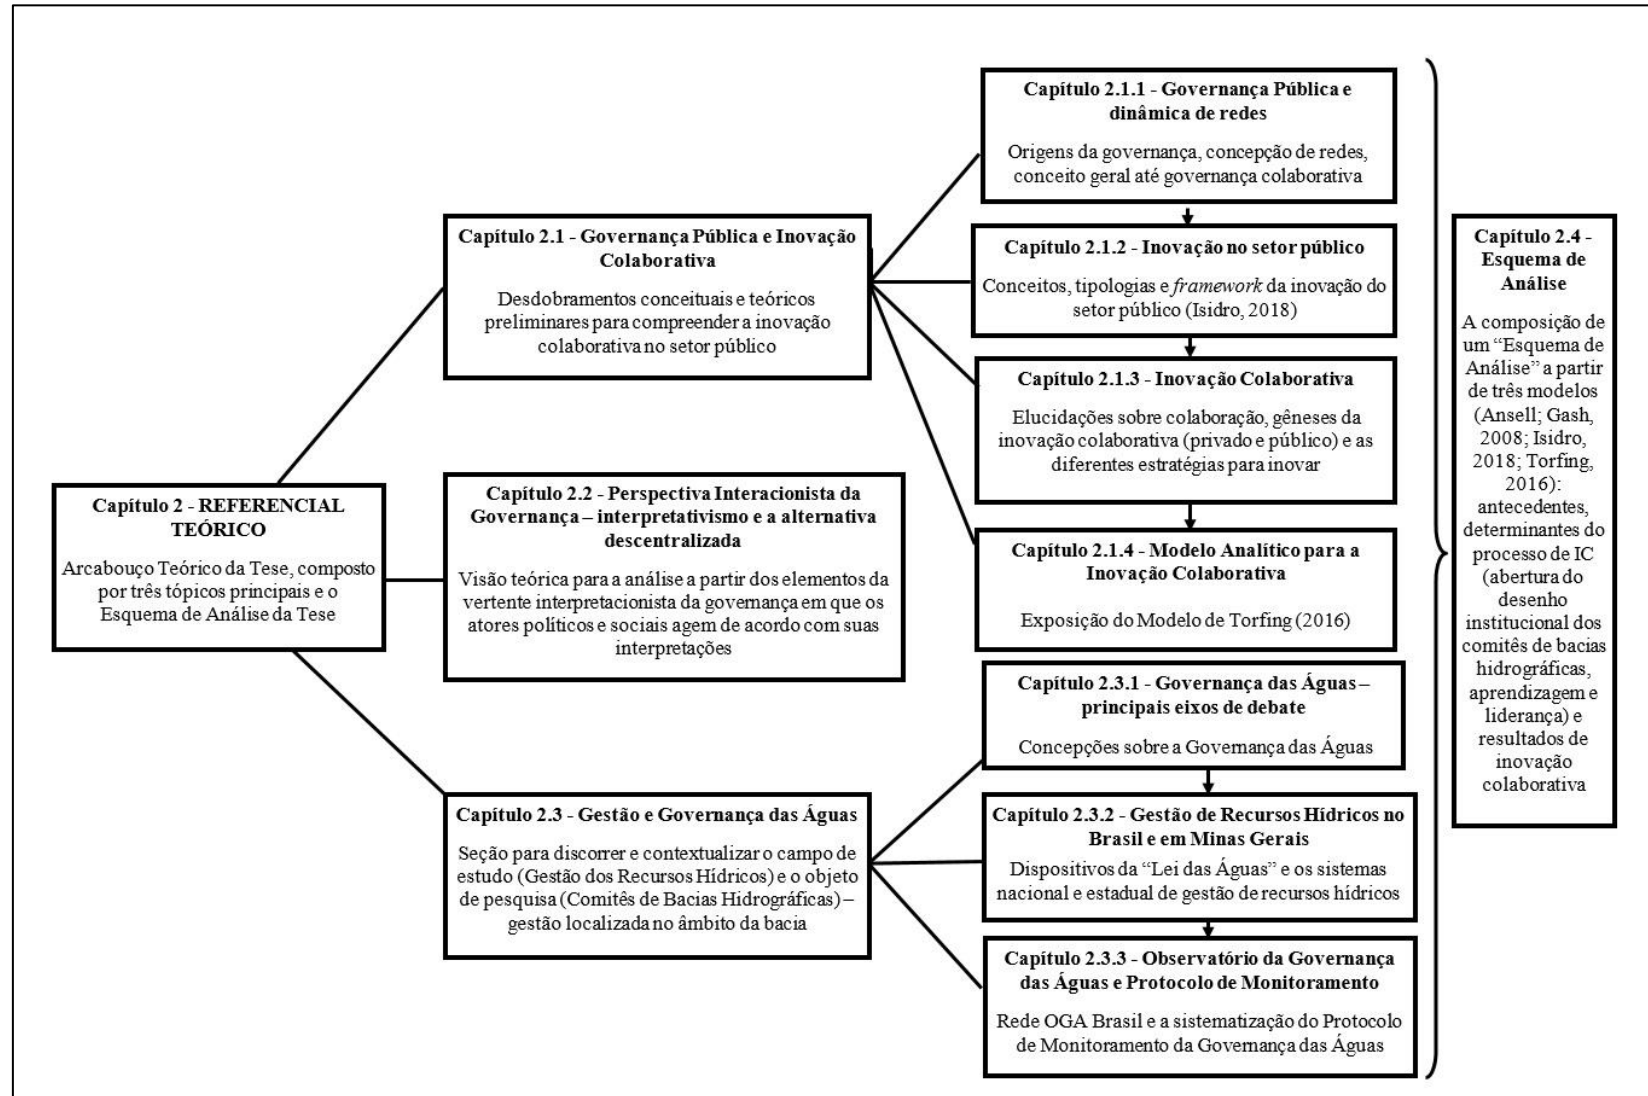 Capítulo 2 - REFERENCIAL
TEÓRICO
Arcabouço Teórico da Tese, composto
por três tópicos principais e o
Esquema de Análise da Tese
Capítulo 2.1 - Governança Pública e Inovação
Colaborativa
Desdobramentos conceituais e teóricos
preliminares para compreender a inovação
colaborativa no setor público
Capítulo 2.2 - Perspectiva Interacionista da
Governança – interpretativismo e a alternativa
descentralizada
Visão teórica para a análise a partir dos elementos da
vertente interpretacionista da governança em que os
atores políticos e sociais agem de acordo com suas
interpretações
Capítulo 2.3 - Gestão e Governança das Águas
Seção para discorrer e contextualizar o campo de
estudo (Gestão dos Recursos Hídricos) e o objeto
de pesquisa (Comitês de Bacias Hidrográficas) –
gestão localizada no âmbito da bacia
Capítulo 2.1.1 - Governança Pública e
dinâmica de redes
Origens da governança, concepção de redes,
conceito geral até governança colaborativa
Capítulo 2.1.2 - Inovação no setor público
Conceitos, tipologias e framework da inovação do
setor público (Isidro, 2018)
Capítulo 2.1.3 - Inovação Colaborativa
Elucidações sobre colaboração, gêneses da
inovação colaborativa (privado e público) e as
diferentes estratégias para inovar
Capítulo 2.1.4 - Modelo Analítico para a
Inovação Colaborativa
Exposição do Modelo de Torfing (2016)
Capítulo 2.3.1 - Governança das Águas –
principais eixos de debate
Concepções sobre a Governança das Águas
Capítulo 2.3.2 - Gestão de Recursos Hídricos no
Brasil e em Minas Gerais
Dispositivos da “Lei das Águas” e os sistemas
nacional e estadual de gestão de recursos hídricos
Capítulo 2.3.3 - Observatório da Governança
das Águas e Protocolo de Monitoramento
Rede OGA Brasil e a sistematização do Protocolo
de Monitoramento da Governança das Águas
Capítulo 2.4 -
Esquema de
Análise
A composição de
um “Esquema de
Análise” a partir
de três modelos
(Ansell; Gash,
2008; Isidro,
2018; Torfing,
2016):
antecedentes,
determinantes do
processo de IC
(abertura do
desenho
institucional dos
comitês de bacias
hidrográficas,
aprendizagem e
liderança) e
resultados de
inovação
colaborativa